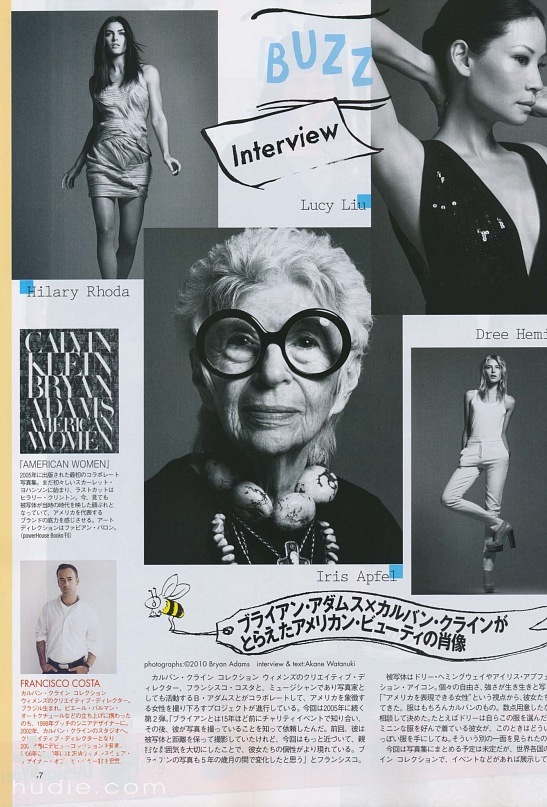 BUZZ
Interview
Lucy Liu
Hilary Rhoda
Dree Hemi
CALVIN
KLEIN
BRYAN
ADAMS
AMERICAN
WOMEN
「AMERICAN WOMEN」
2005年に出版された最初のコラボレート
写真集。まだ初々しいスカーレット・
ヨハンソンに始まり、ラストカットは
ヒラリー・クリントン。今、見ても
被写体が当時の時代を映した顔ぶれと
なっていて、アメリカを代表する
ブランドの底力を感じさせる。アート
ディレクションはファビアン・バロン。
(powerHouse Books刊)
Iris Apfel
ブライアン・アダムス×カルバン・クラインが
とらえたアメリカン・ビューティの肖像
photographs:©2010 Bryan Adams interview & text:Akane Watanuki
FRANCISCO COSTA
カルバン・クライン コレクション
ウィメンズのクリエイティブ・ディレクター。
ブラジル生まれ。ビエール・バルマン、
オートクチュールなどの立ち上げに携わった
のち、1998年グッチのシニアデザイナーに。
2002年、カルバン・クラインのスタジオへ。
クリエイティブ・ディレクターとなり
カルバン・クライン コレクション ウィメンズのクリエイティブ・デ
ィレクター、フランシスコ・コスタと、ミュージシャンであり写真家と
しても活動するB・アダムスとがコラボレートして、アメリカを象徴す
る女性を撮り下ろすプロジェクトが進行している。今回は2005年に続く
第2弾。「ブライアンとは15年ほど前にチャリティイベントで知り合い、
その後、彼が写真を撮っていることを知って依頼したんだ。前回、彼は
被写体と距離を保って撮影していたけれど、今回はもっと近づいて、親
密な雰囲気を大切にしたことで、彼女たちの個性がより現れている。ブ
ライアンの写真も5年の歳月の間で変化したと思う」とフランシスコ。
被写体はドリー・ヘミングウェイやアイリス・アプフェ
ション・アイコン。個々の自由さ、強さが生き生きと写
「"アメリカを表現できる女性"という視点から、彼女た
てきた。服はもちろんカルバンのもの。数点用意した
相談して決めた。たとえばドリーは自らこの服を選んだ
ミニンな服を好んで着ている彼女が、このときはどうい
っぽい服を手にしてね。そういう別の一面を見られたの
今回は写真集にまとめる予定は未定だが、世界各国の
イン コレクションで、イベントなどがあれば展示して
.7
hudie.com